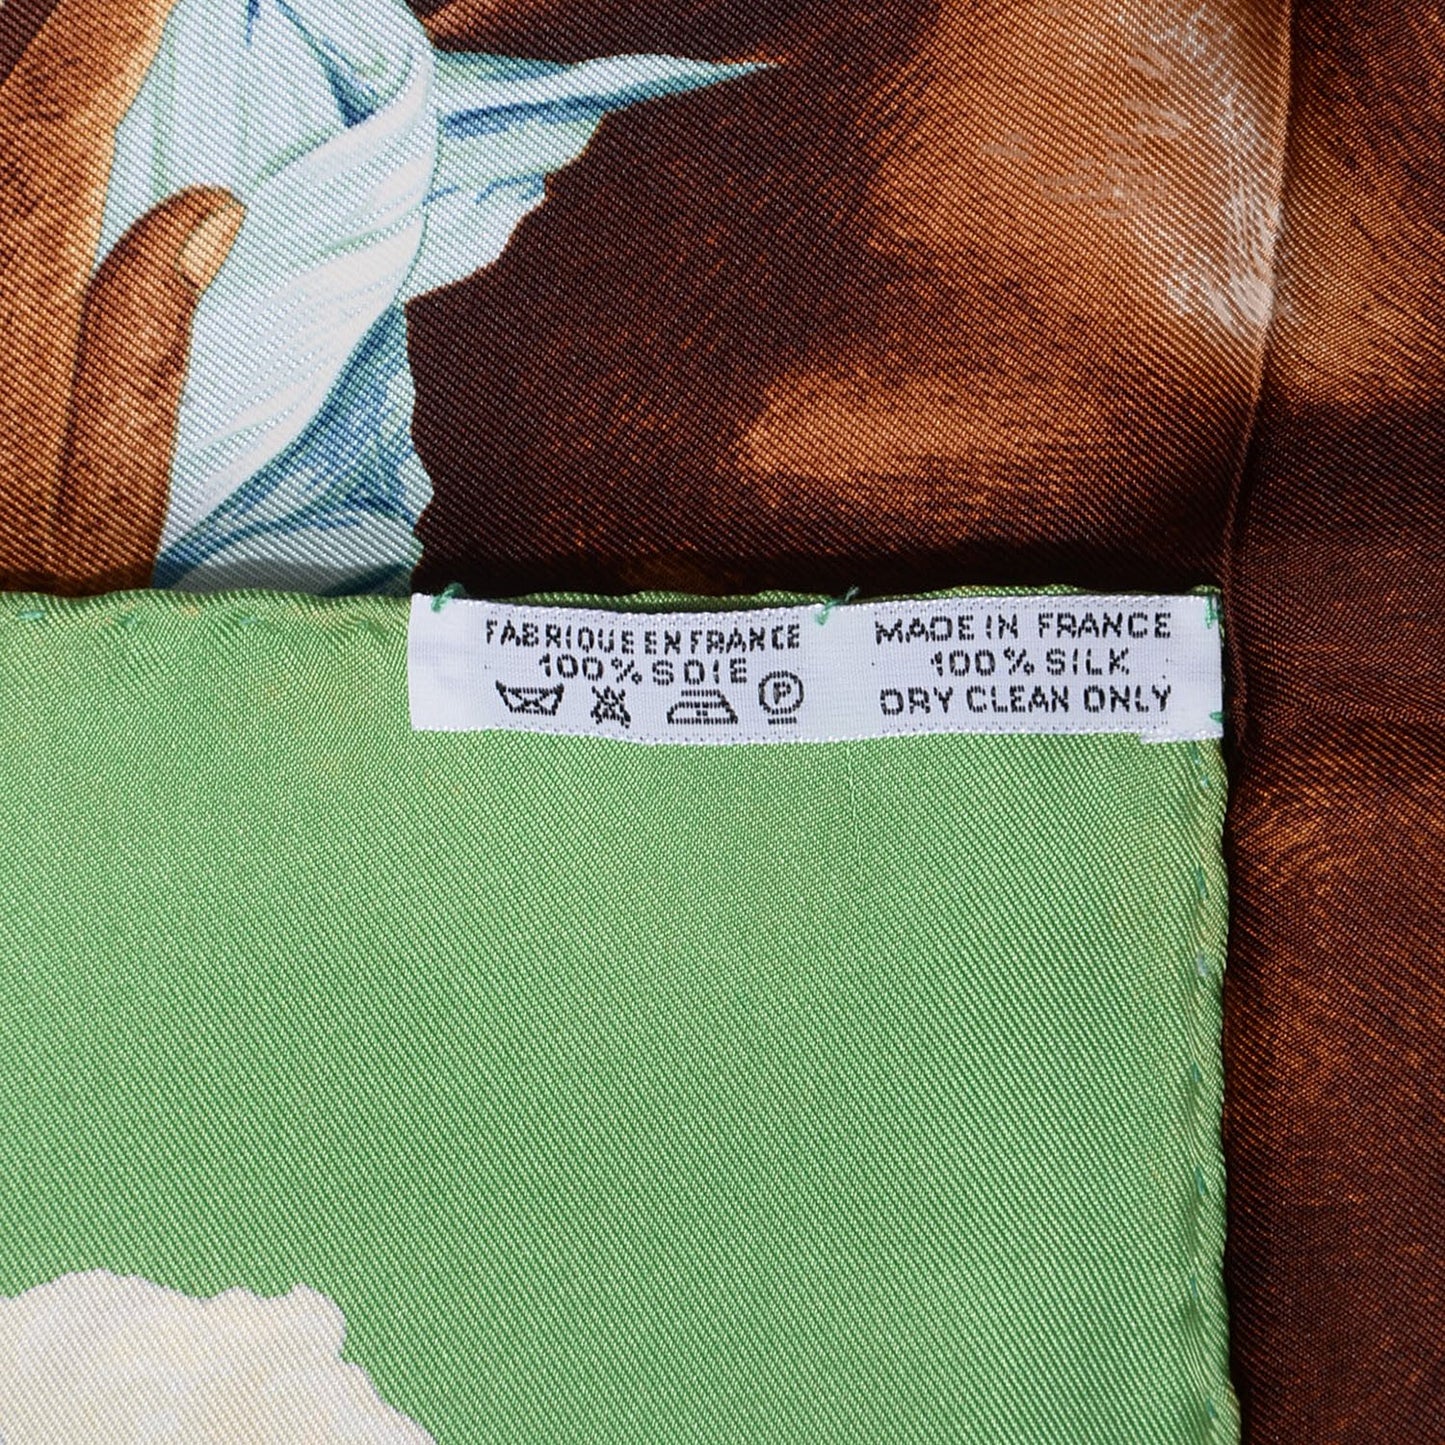 FABRIQUE EN FRANCE
100% SOIE
P
MADE IN FRANCE
100% SILK
DRY CLEAN ONLY